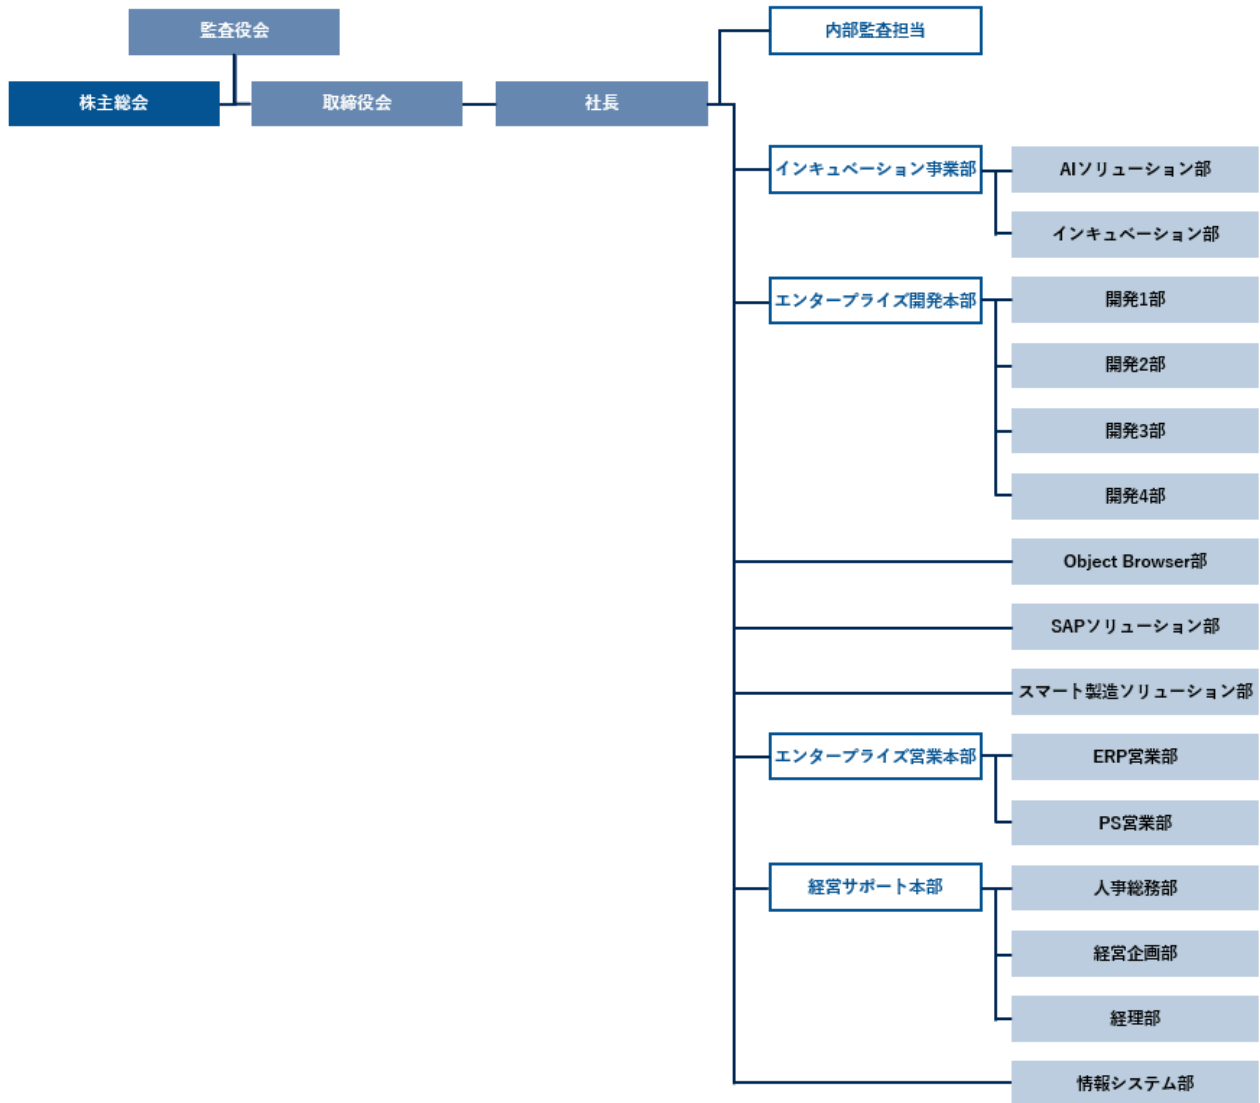 監査役会
株主総会
取締役会
社長
内部監査担当
インキュベーション事業部
AIソリューション部
インキュベーション部
エンタープライズ開発本部
開発1部
開発2部
開発3部
開発4部
Object Browser部
SAPソリューション部
スマート製造ソリューション部
エンタープライズ営業本部
ERP営業部
PS営業部
経営サポート本部
人事総務部
経営企画部
経理部
情報システム部